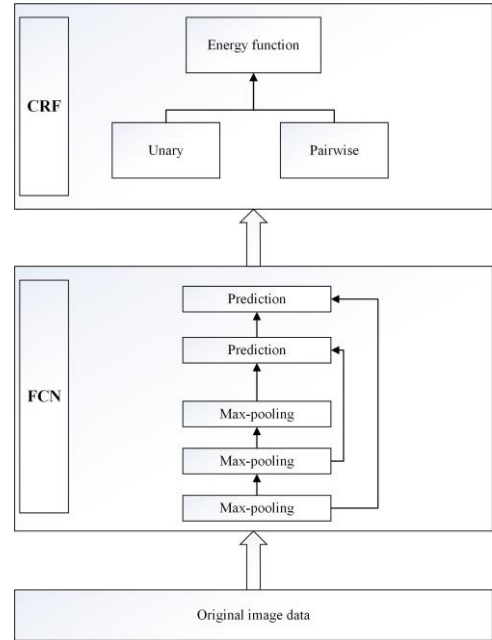 CRF
Energy function
Unary
Pairwise
FCN
Prediction
Prediction
Max-pooling
Max-pooling
Max-pooling
Original image data